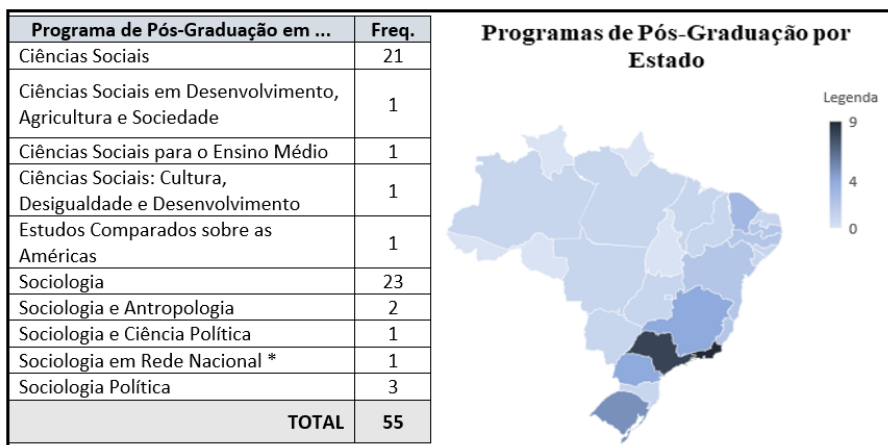 Programa de Pós-Graduação em ... Freq.
Ciências Sociais 21
Ciências Sociais em Desenvolvimento,
Agricultura e Sociedade 1
Ciências Sociais para o Ensino Médio 1
Ciências Sociais: Cultura,
Desigualdade e Desenvolvimento 1
Estudos Comparados sobre as
Américas 1
Sociologia 23
Sociologia e Antropologia 2
Sociologia e Ciência Política 1
Sociologia em Rede Nacional * 1
Sociologia Política 3
TOTAL 55
Programas de Pós-Graduação por
Estado
Legenda
9
4
0